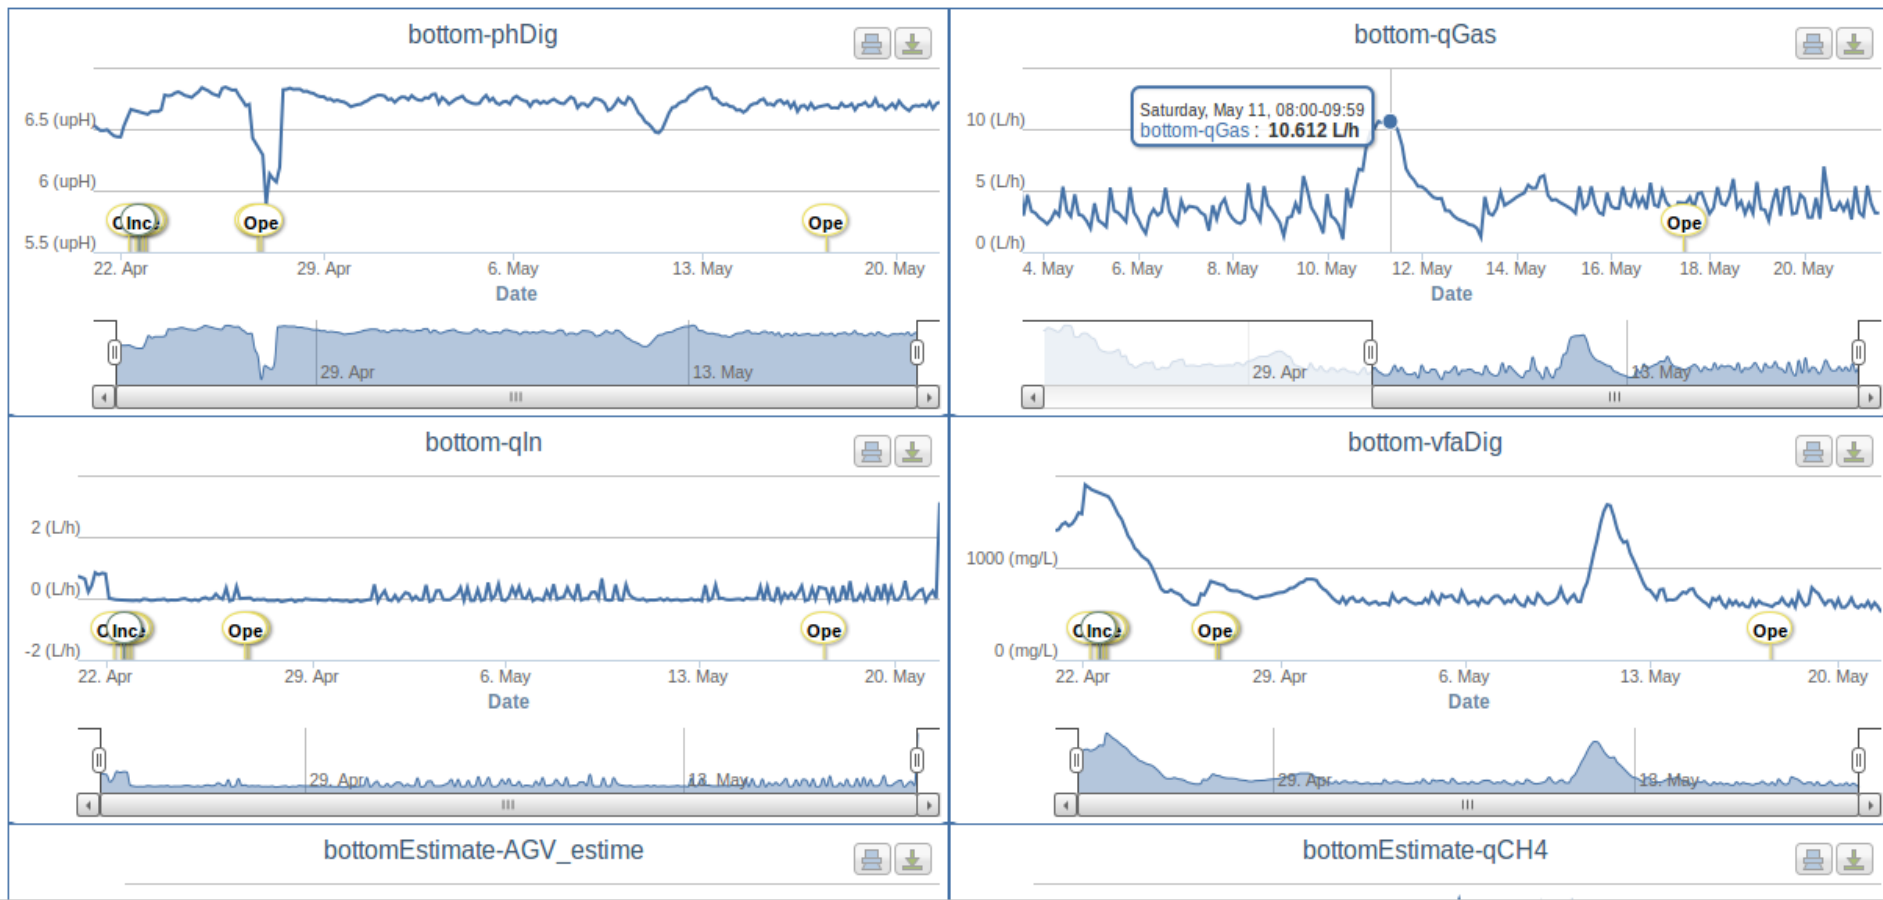 bottom-phDig
6.5 (upH)
6 (upH)
5.5 (upH)
C Ince
Ope
Ope
22. Apr 29. Apr 6. May 13. May 20. May
Date
29. Apr 13. May
bottom-qGas
Saturday, May 11, 08:00-09:59
bottom-qGas : 10.612 L/h
10 (L/h)
5 (L/h)
0 (L/h)
Ope
4. May 6. May 8. May 10. May 12. May 14. May 16. May 18. May 20. May
Date
29. Apr 13. May
bottom-qIn
2 (L/h)
0 (L/h)
-2 (L/h)
C Ince
Ope
Ope
22. Apr 29. Apr 6. May 13. May 20. May
Date
29. Apr 13. May
bottom-vfaDig
1000 (mg/L)
0 (mg/L)
C Ince
Ope
Ope
22. Apr 29. Apr 6. May 13. May 20. May
Date
29. Apr 13. May
bottomEstimate-AGV_estime
bottomEstimate-qCH4